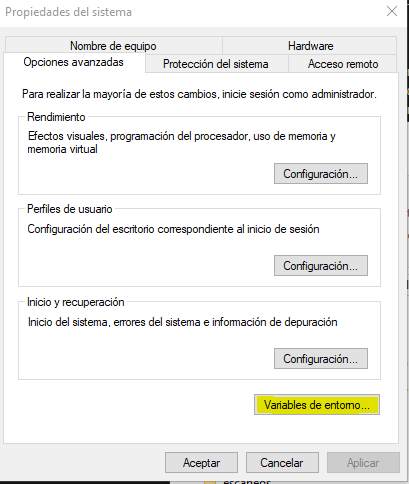 Propiedades del sistema
Nombre de equipo
Hardware
Opciones avanzadas
Protección del sistema
Acceso remoto
Para realizar la mayoría de estos cambios, inicie sesión como administrador.
Rendimiento
Efectos visuales, programación del procesador, uso de memoria y
memoria virtual
Configuración...
Perfiles de usuario
Configuración del escritorio correspondiente al inicio de sesión
Configuración...
Inicio y recuperación
Inicio del sistema, errores del sistema e información de depuración
Configuración...
Variables de entorno...
Aceptar
Cancelar
Aplicar
escaneos